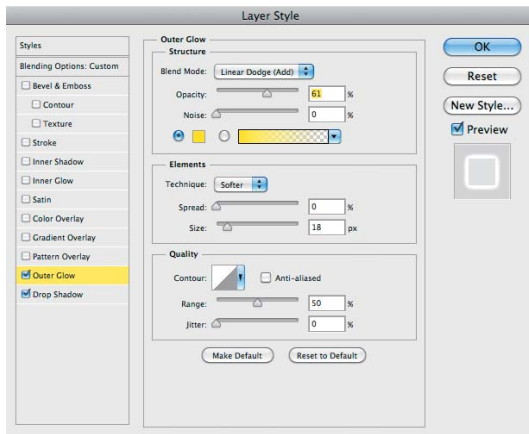 Layer Style
Styles
Blending Options: Custom
Bevel & Emboss
Contour
Texture
Stroke
Inner Shadow
Inner Glow
Satin
Color Overlay
Gradient Overlay
Pattern Overlay
Outer Glow
Drop Shadow
Outer Glow
Structure
Blend Mode: Linear Dodge (Add)
Opacity: 61 %
Noise: 0 %
Elements
Technique: Softer
Spread: 0 %
Size: 18 px
Quality
Contour: Anti-aliased
Range: 50 %
Jitter: 0 %
Make Default Reset to Default
OK
Reset
New Style...
Preview